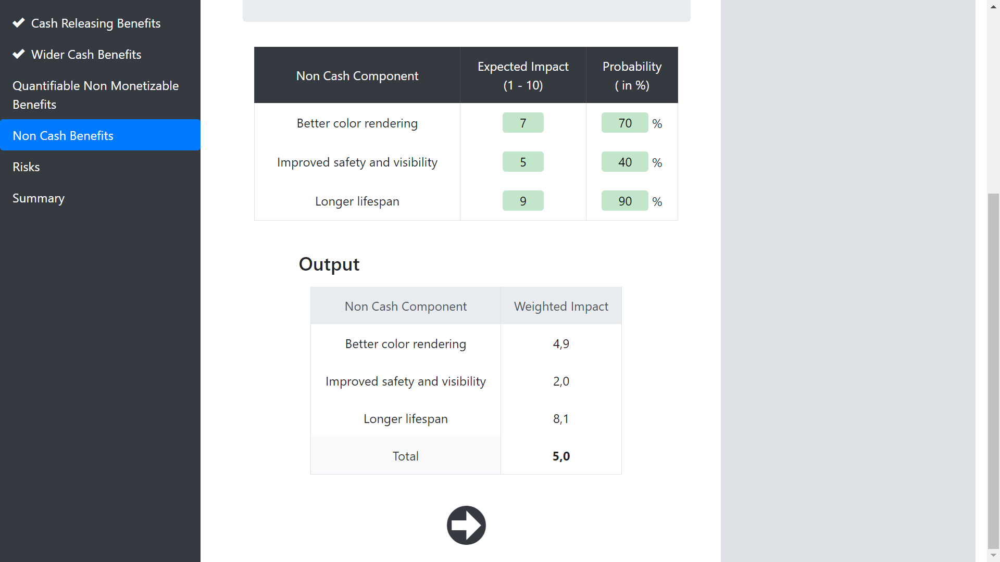 Cash Releasing Benefits
Wider Cash Benefits
Quantifiable Non Monetizable
Benefits
Non Cash Benefits
Risks
Summary
Non Cash Component
Expected Impact
(1 - 10)
Probability
( in %)
Better color rendering 7 70 %
Improved safety and visibility 5 40 %
Longer lifespan 9 90 %
Output
Non Cash Component Weighted Impact
Better color rendering 4,9
Improved safety and visibility 2,0
Longer lifespan 8,1
Total 5,0